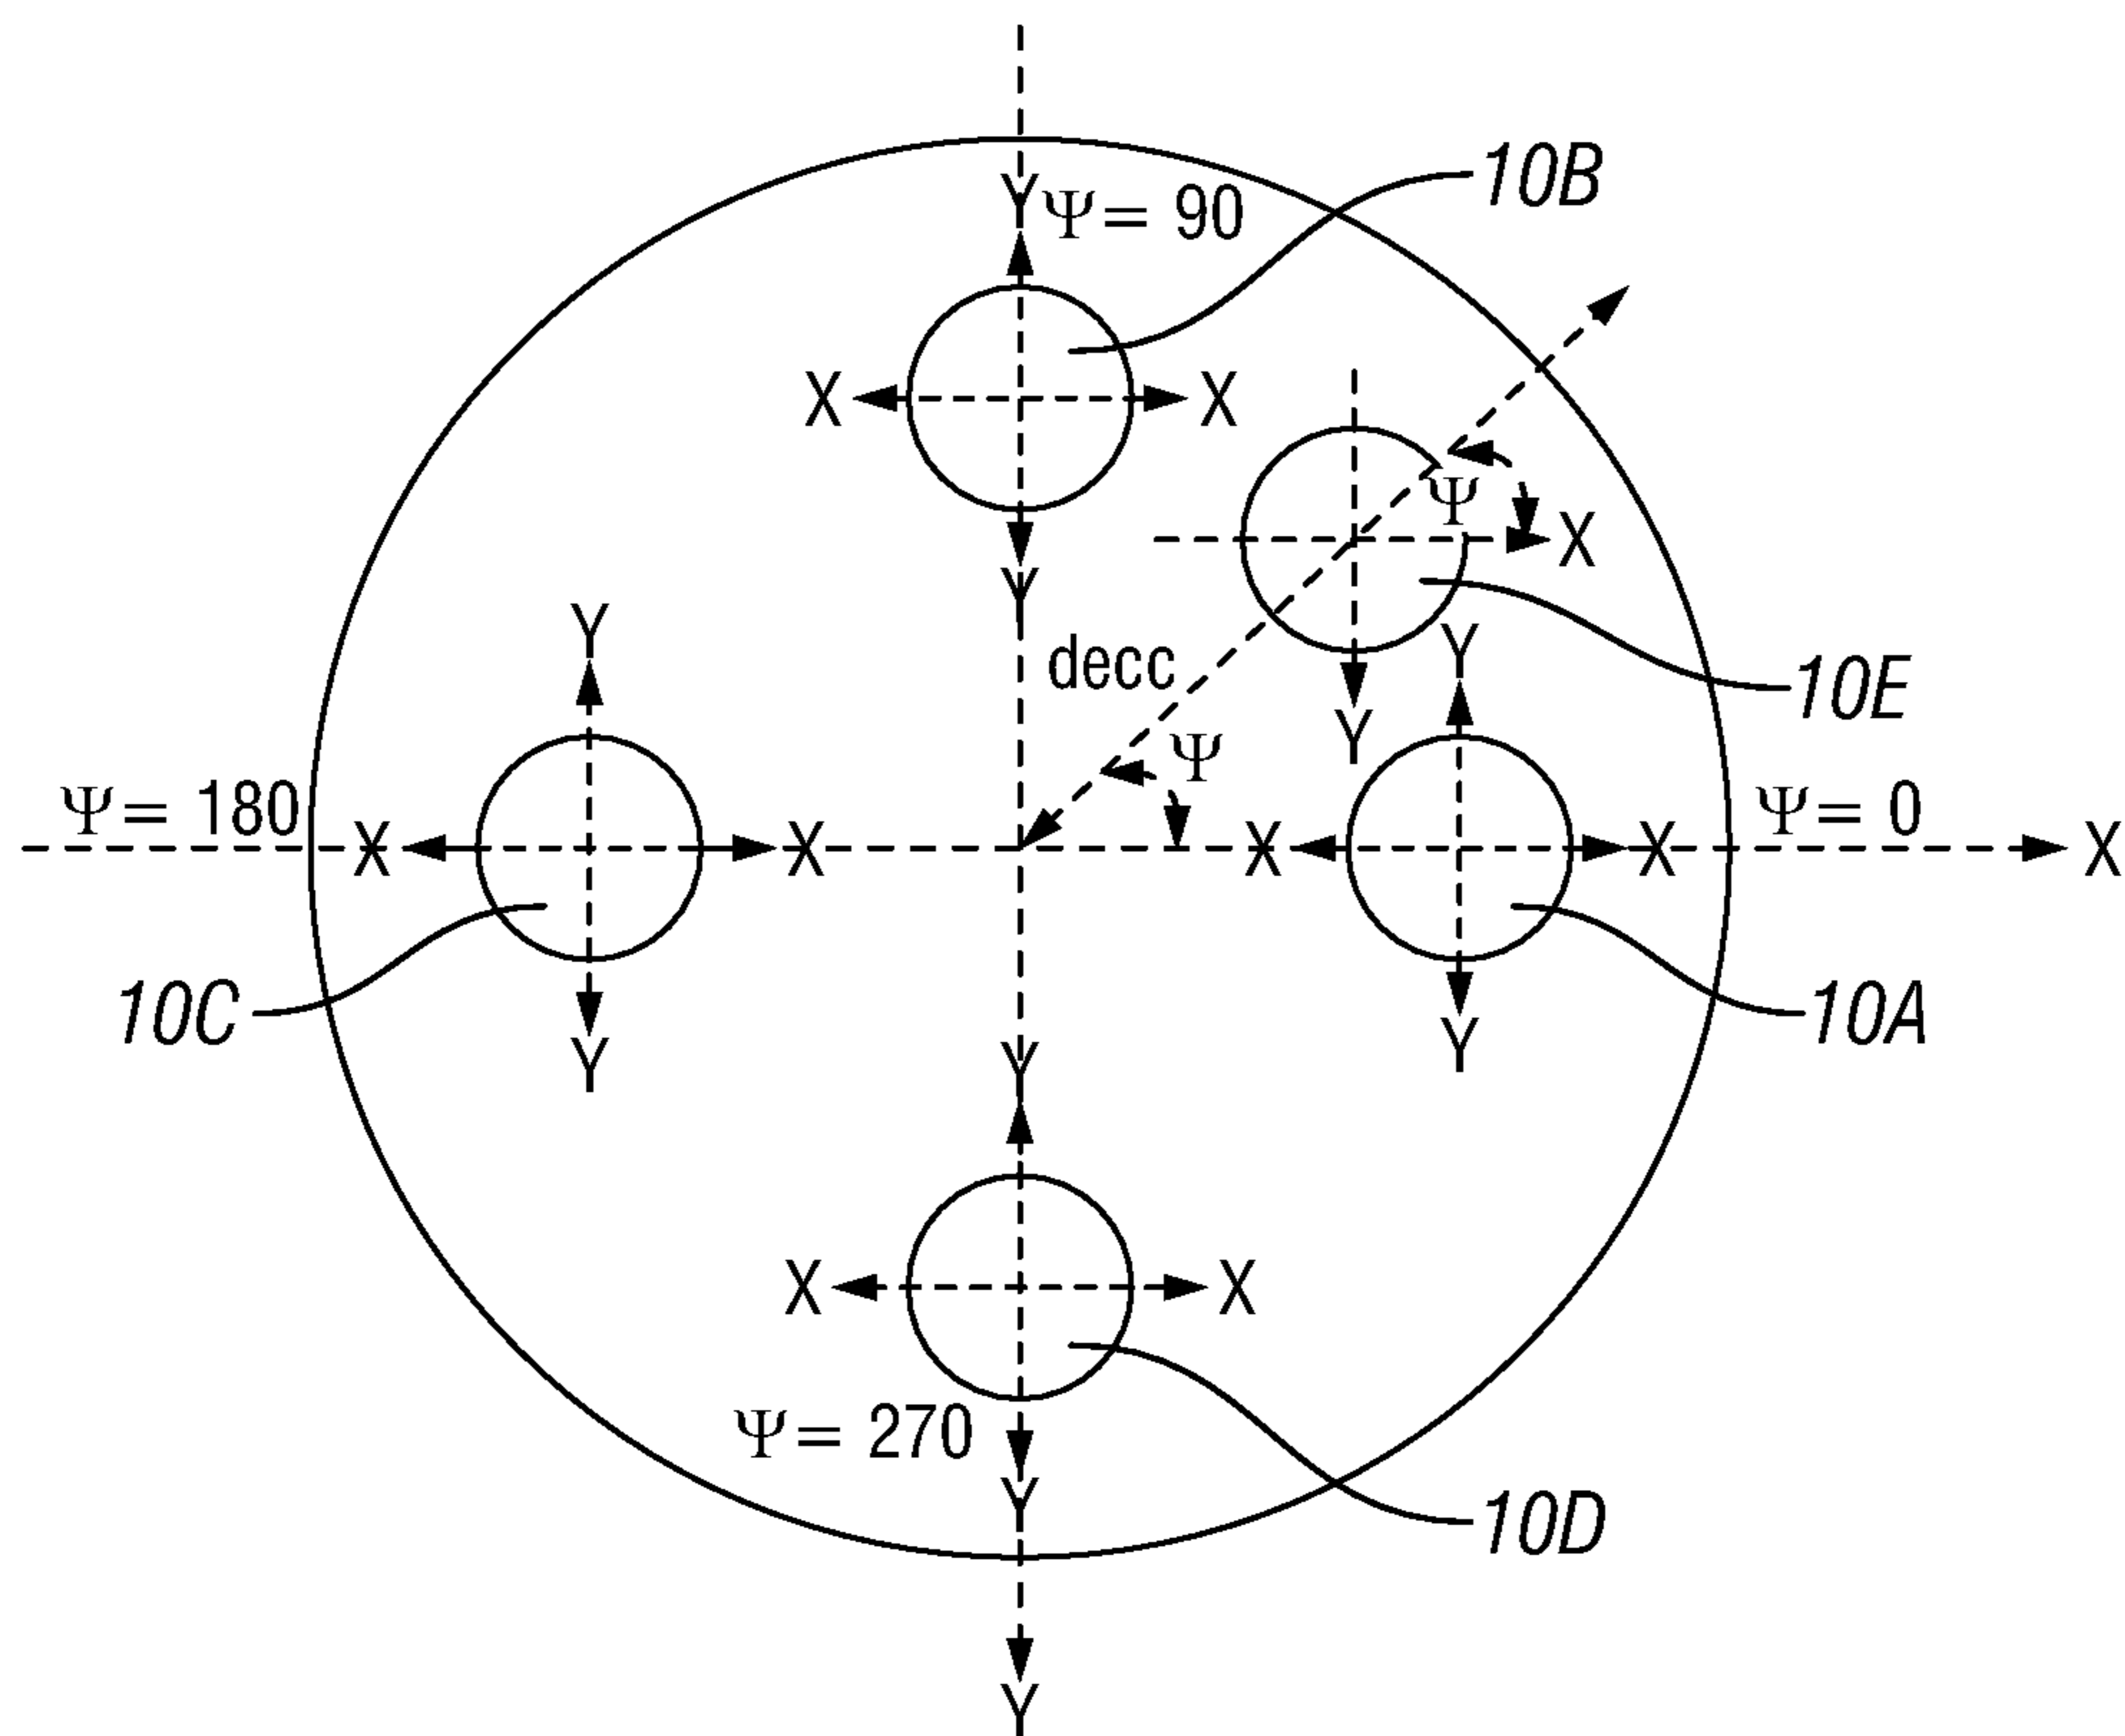 10B
Y
Ψ= 90
X
X
Ψ
X
Y
Y
Y
decc
10E
Y
Ψ
Ψ= 180
Ψ= 0
X
X
X
X
X
10C
Y
Y
Y
10A
X
X
Ψ= 270
Y
10D
Y